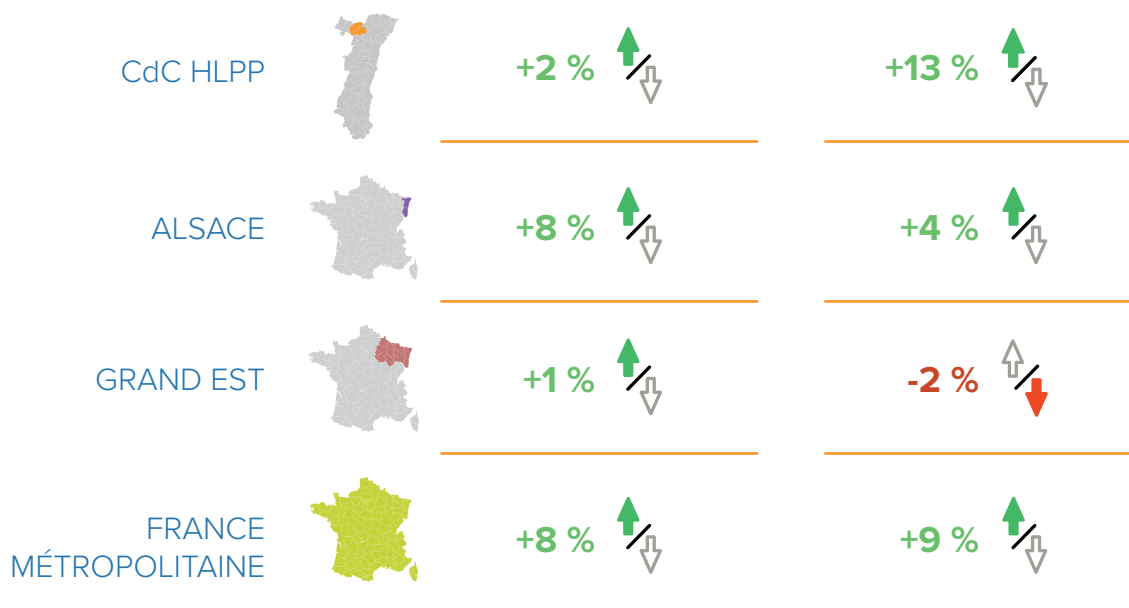 CdC HLPP
+2 %
+13 %
ALSACE
+8 %
+4 %
GRAND EST
+1 %
-2 %
FRANCE
MÉTROPOLITAINE
+8 %
+9 %